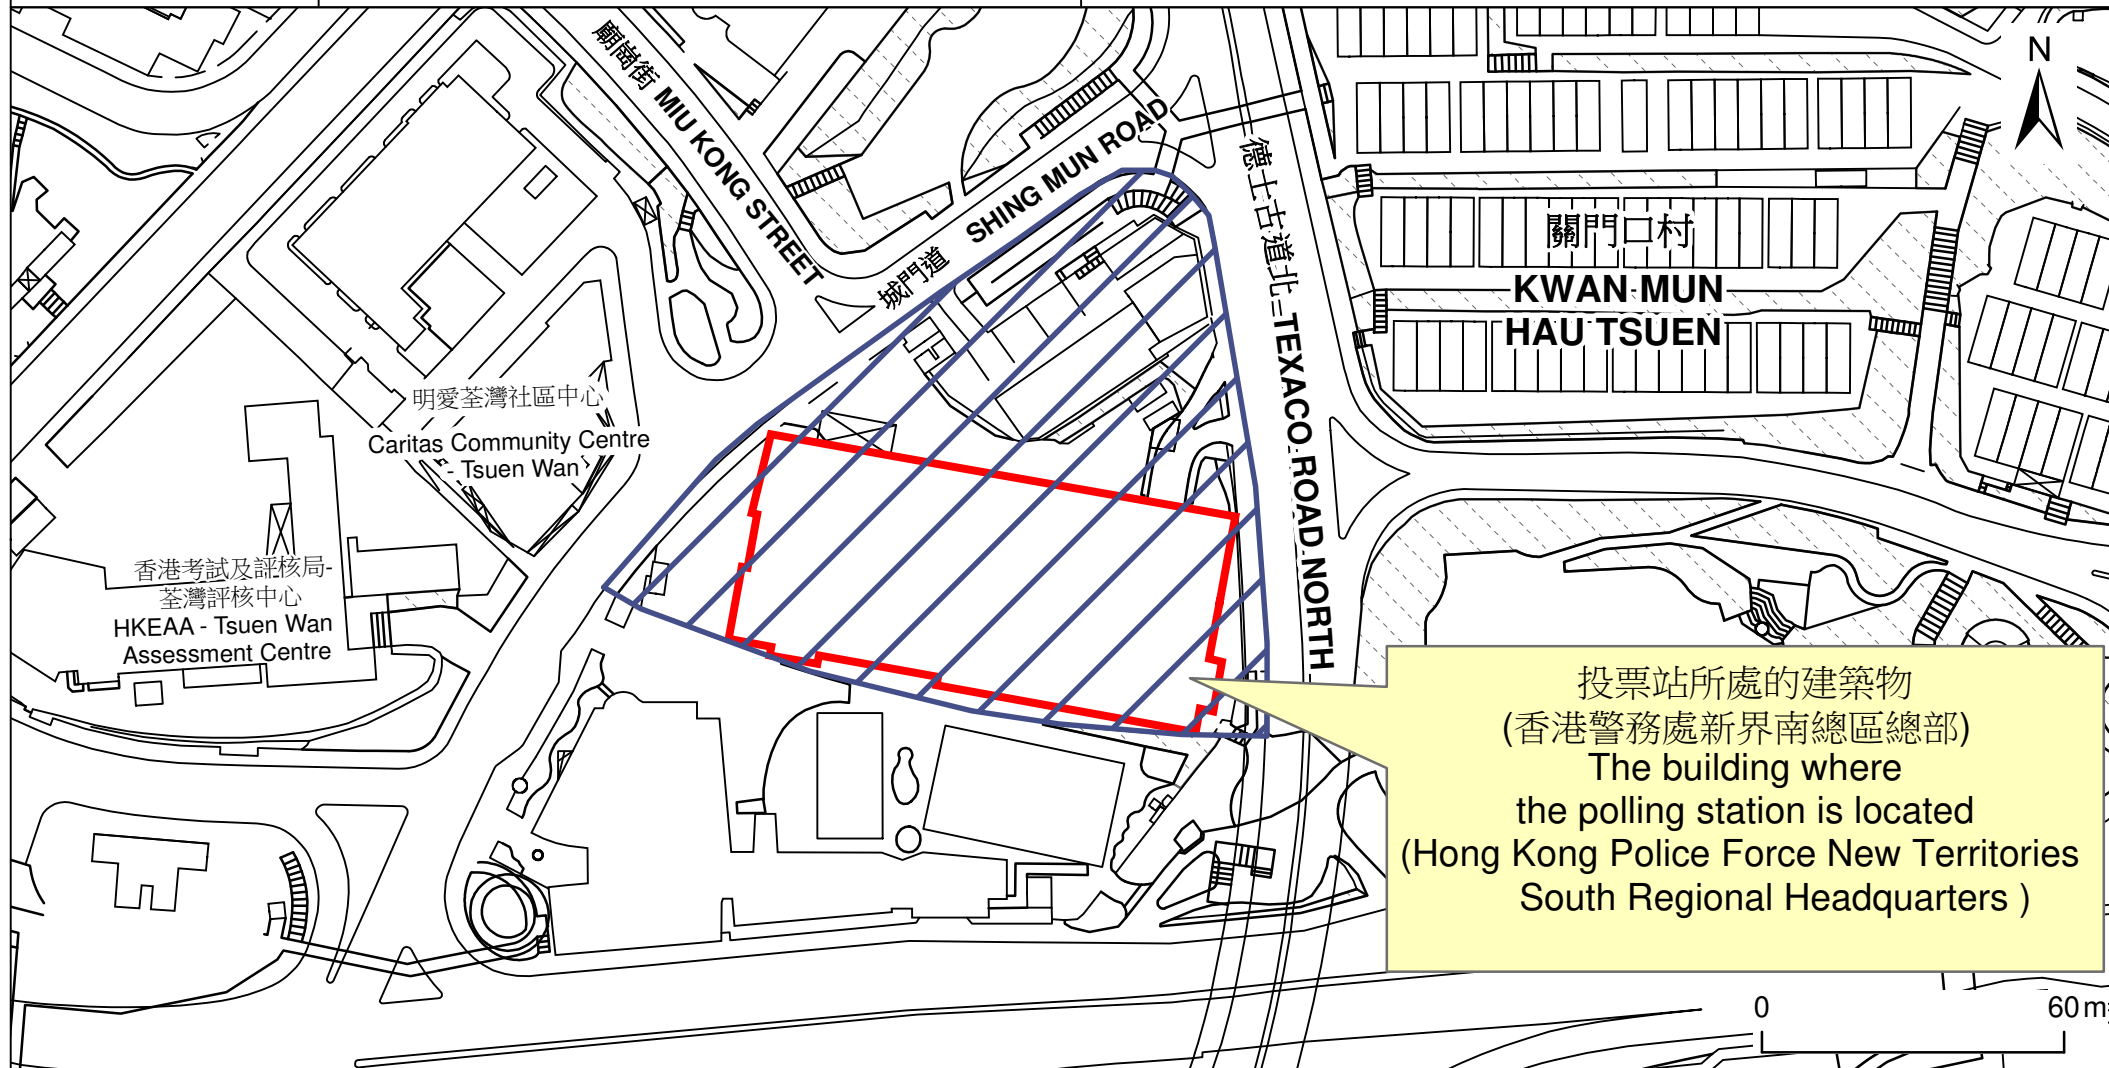 N
廟崗街 MIU KONG STREET
城門道 SHING MUN ROAD
德士古道北 TEXACO ROAD NORTH
關門口村
KWAN MUN
HAU TSUEN
明愛荃灣社區中心
Caritas Community Centre
- Tsuen Wan
香港考試及評核局-
荃灣評核中心
HKEAA - Tsuen Wan
Assessment Centre
投票站所處的建築物
(香港警務處新界南總區總部)
The building where
the polling station is located
(Hong Kong Police Force New Territories
South Regional Headquarters )
0 60 m